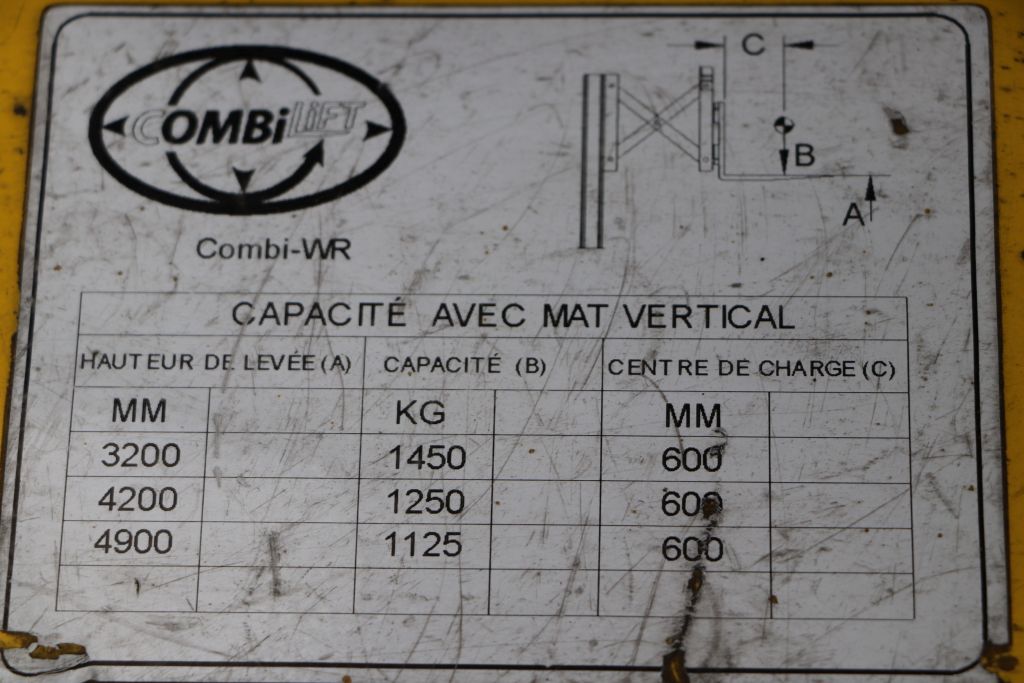 COMBiLiFT
Combi-WR
C
B
A
CAPACITÉ AVEC MAT VERTICAL
HAUTEUR DE LEVÉE (A) CAPACITÉ (B) CENTRE DE CHARGE (C)
MM KG MM
3200 1450 600
4200 1250 600
4900 1125 600